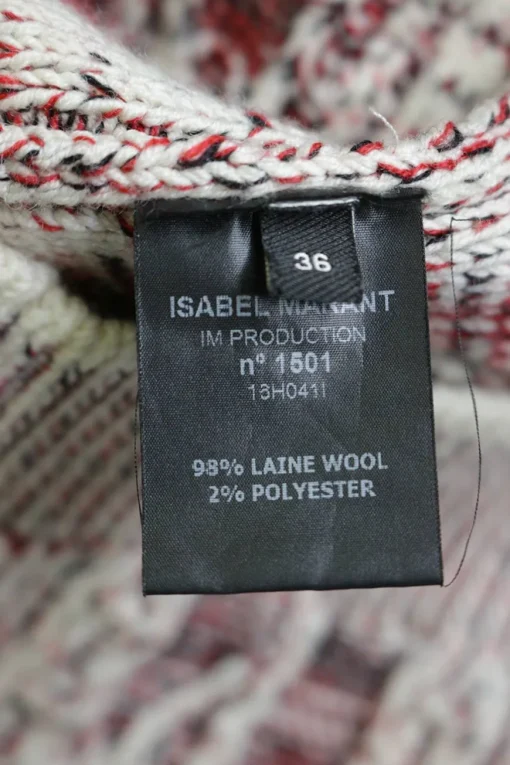 36
ISABEL MARANT
IM PRODUCTION
n° 1501
13H041I
98% LAINE WOOL
2% POLYESTER